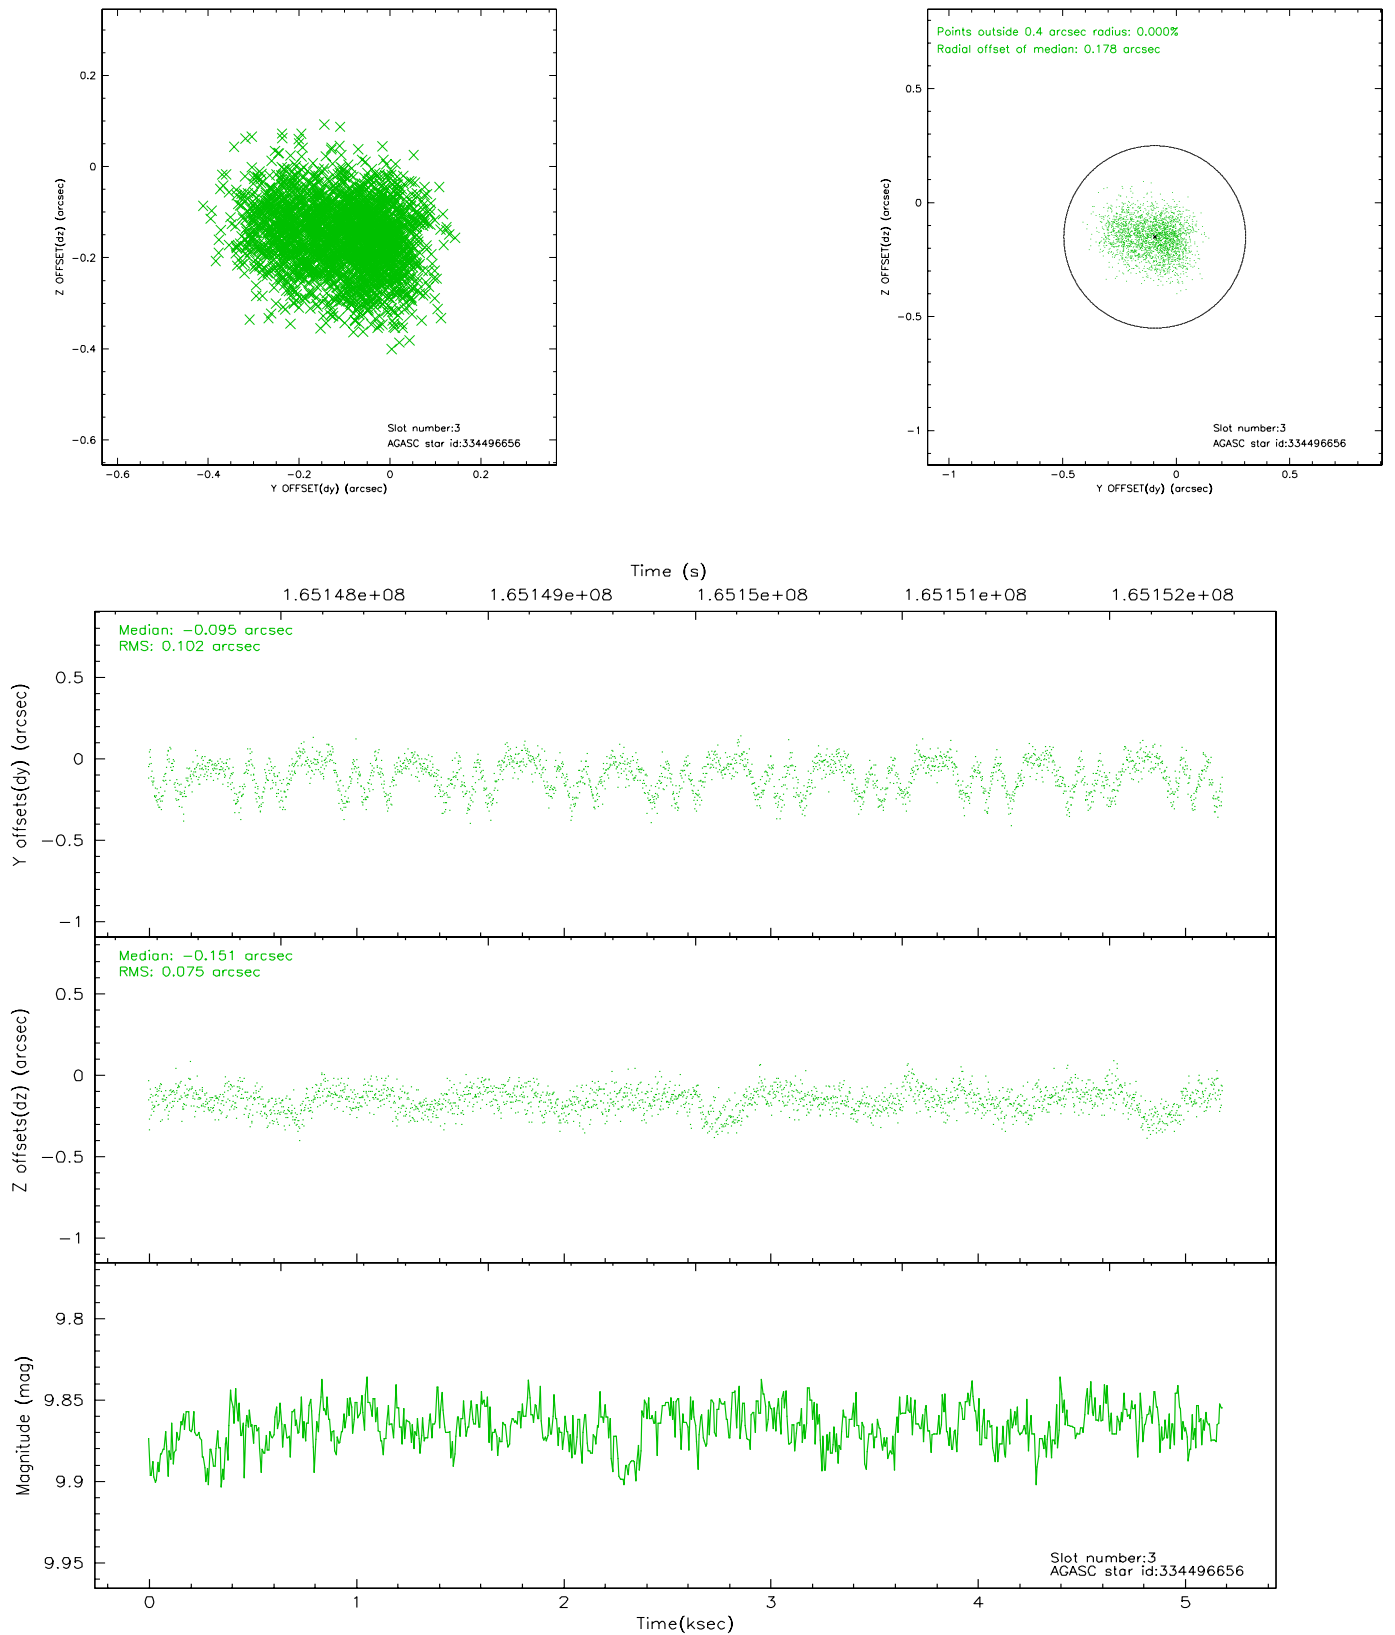 0.2
0
-0.2
-0.4
-0.6
Z OFFSET(dz) (arcsec)
Slot number:3
AGASC star id:334496656
-0.6 -0.4 -0.2 0 0.2
Y OFFSET(dy) (arcsec)
Points outside 0.4 arcsec radius: 0.000%
Radial offset of median: 0.178 arcsec
0.5
0
-0.5
-1
Z OFFSET(dz) (arcsec)
Slot number:3
AGASC star id:334496656
-1 -0.5 0 0.5
Y OFFSET(dy) (arcsec)
Time (s)
1.65148e+08 1.65149e+08 1.6515e+08 1.65151e+08 1.65152e+08
Median: -0.095 arcsec
RMS: 0.102 arcsec
0.5
0
-0.5
-1
Y offsets(dy) (arcsec)
Median: -0.151 arcsec
RMS: 0.075 arcsec
0.5
0
-0.5
-1
Z offsets(dz) (arcsec)
9.8
9.85
9.9
9.95
Magnitude (mag)
Slot number:3
AGASC star id:334496656
0 1 2 3 4 5
Time(ksec)